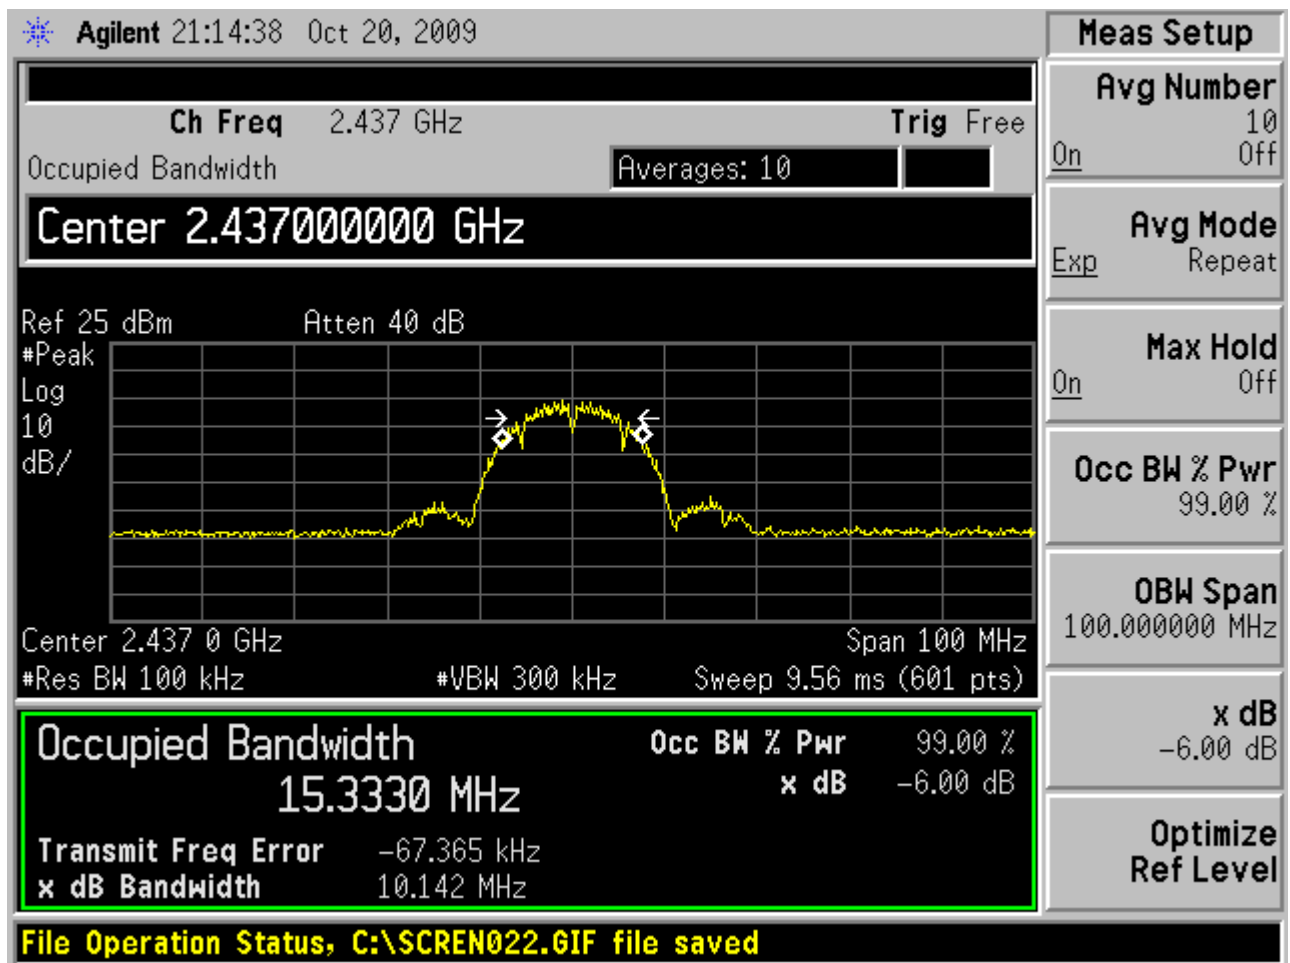 Agilent 21:14:38 Oct 20, 2009
Ch Freq 2.437 GHz Trig Free
Occupied Bandwidth Averages: 10
Center 2.437000000 GHz
Ref 25 dBm Atten 40 dB
#Peak
Log
10
dB/
Center 2.437 0 GHz Span 100 MHz
#Res BW 100 kHz #VBW 300 kHz Sweep 9.56 ms (601 pts)
Occupied Bandwidth Occ BW % Pwr 99.00 %
15.3330 MHz x dB -6.00 dB
Transmit Freq Error -67.365 kHz
x dB Bandwidth 10.142 MHz
File Operation Status, C:\SCREN022.GIF file saved
Meas Setup
Avg Number
10
On Off
Avg Mode
Exp Repeat
Max Hold
On Off
Occ BW % Pwr
99.00 %
OBW Span
100.000000 MHz
x dB
-6.00 dB
Optimize
Ref Level